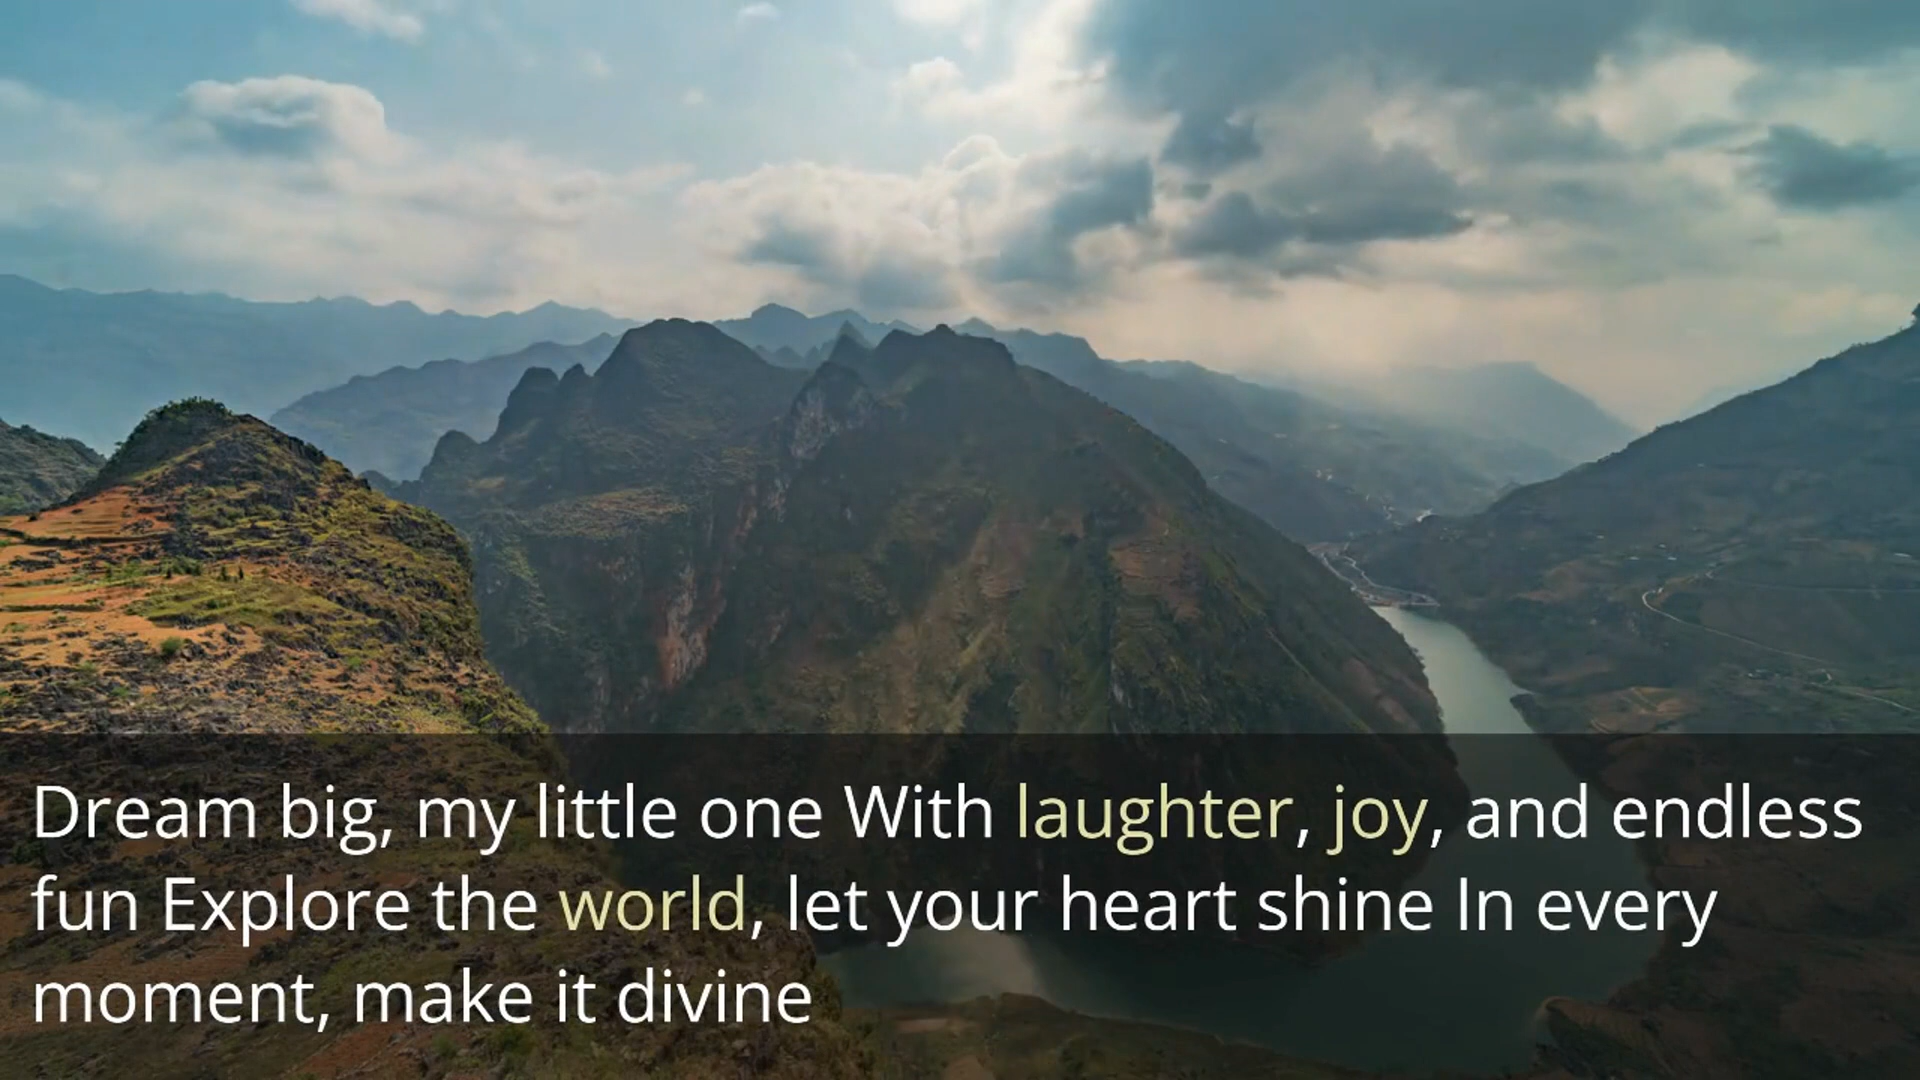 Dream big, my little one With laughter, joy, and endless
fun Explore the world, let your heart shine In every
moment, make it divine